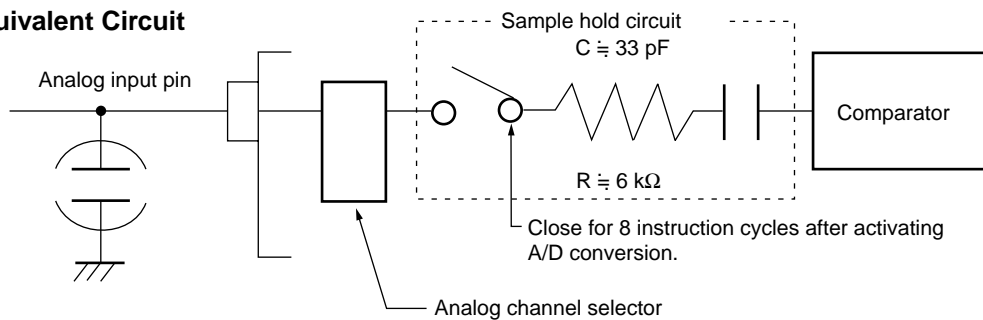 uivalent Circuit
Sample hold circuit
C ≒ 33 pF
Analog input pin
Comparator
R ≒ 6 kΩ
Close for 8 instruction cycles after activating
A/D conversion.
Analog channel selector